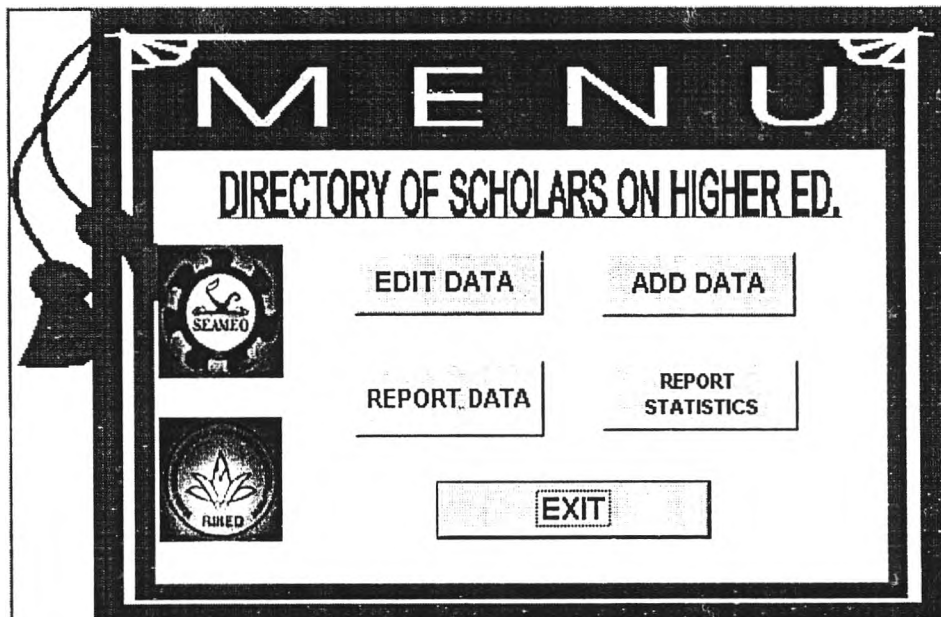 MENU
DIRECTORY OF SCHOLARS ON HIGHER ED.
SEAMEO
EDIT DATA
ADD DATA
REPORT DATA
REPORT
STATISTICS
RIHED
EXIT